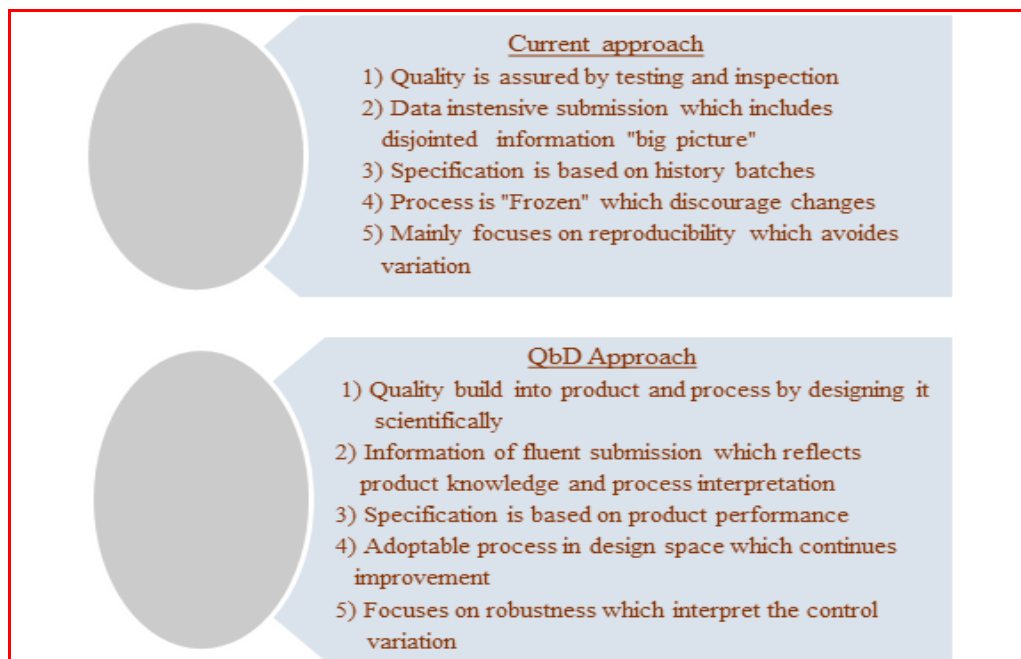 Current approach
1) Quality is assured by testing and inspection
2) Data instensive submission which includes
disjointed information "big picture"
3) Specification is based on history batches
4) Process is "Frozen" which discourage changes
5) Mainly focuses on reproducibility which avoides
variation
QbD Approach
1) Quality build into product and process by designing it
scientifically
2) Information of fluent submission which reflects
product knowledge and process interpretation
3) Specification is based on product performance
4) Adoptable process in design space which continues
improvement
5) Focuses on robustness which interpret the control
variation